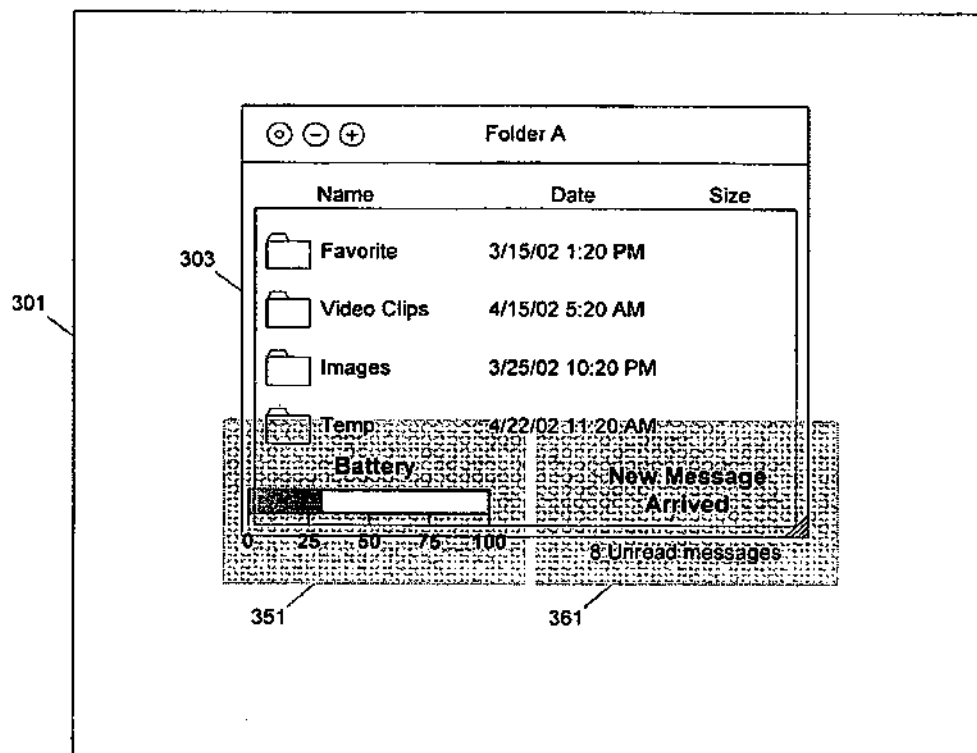 Folder A
Name Date Size
Favorite 3/15/02 1:20 PM
303
Video Clips 4/15/02 5:20 AM
301
Images 3/25/02 10:20 PM
Temp 4/22/02 11:20 AM
Battery
New Message
Arrived
0 25 50 75 100
8 Unread messages
351 361